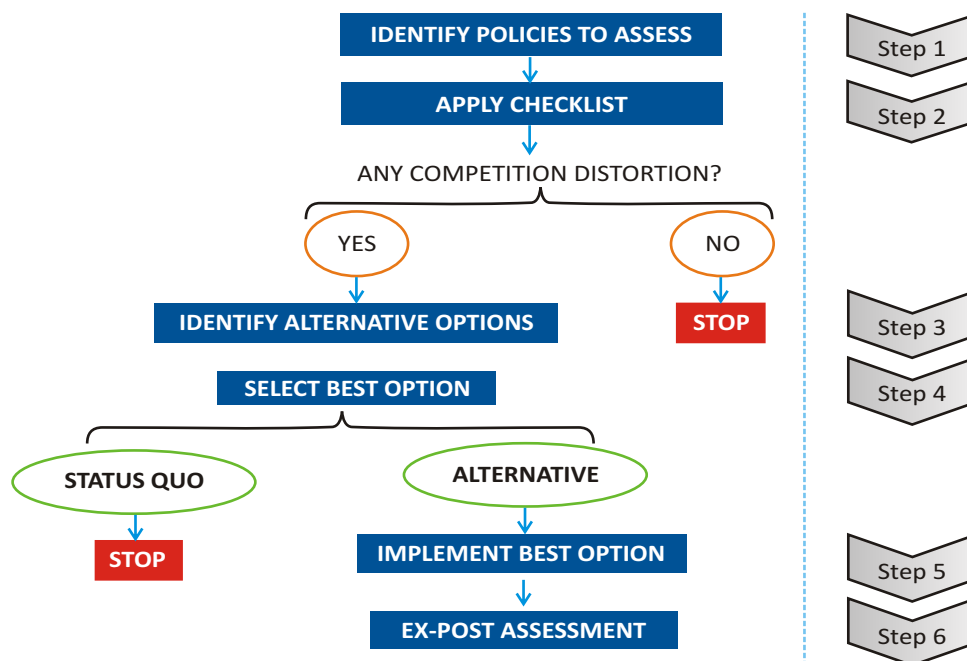 IDENTIFY POLICIES TO ASSESS
Step 1
APPLY CHECKLIST
Step 2
ANY COMPETITION DISTORTION?
YES
NO
IDENTIFY ALTERNATIVE OPTIONS
STOP
Step 3
SELECT BEST OPTION
Step 4
STATUS QUO
ALTERNATIVE
STOP
IMPLEMENT BEST OPTION
Step 5
EX-POST ASSESSMENT
Step 6